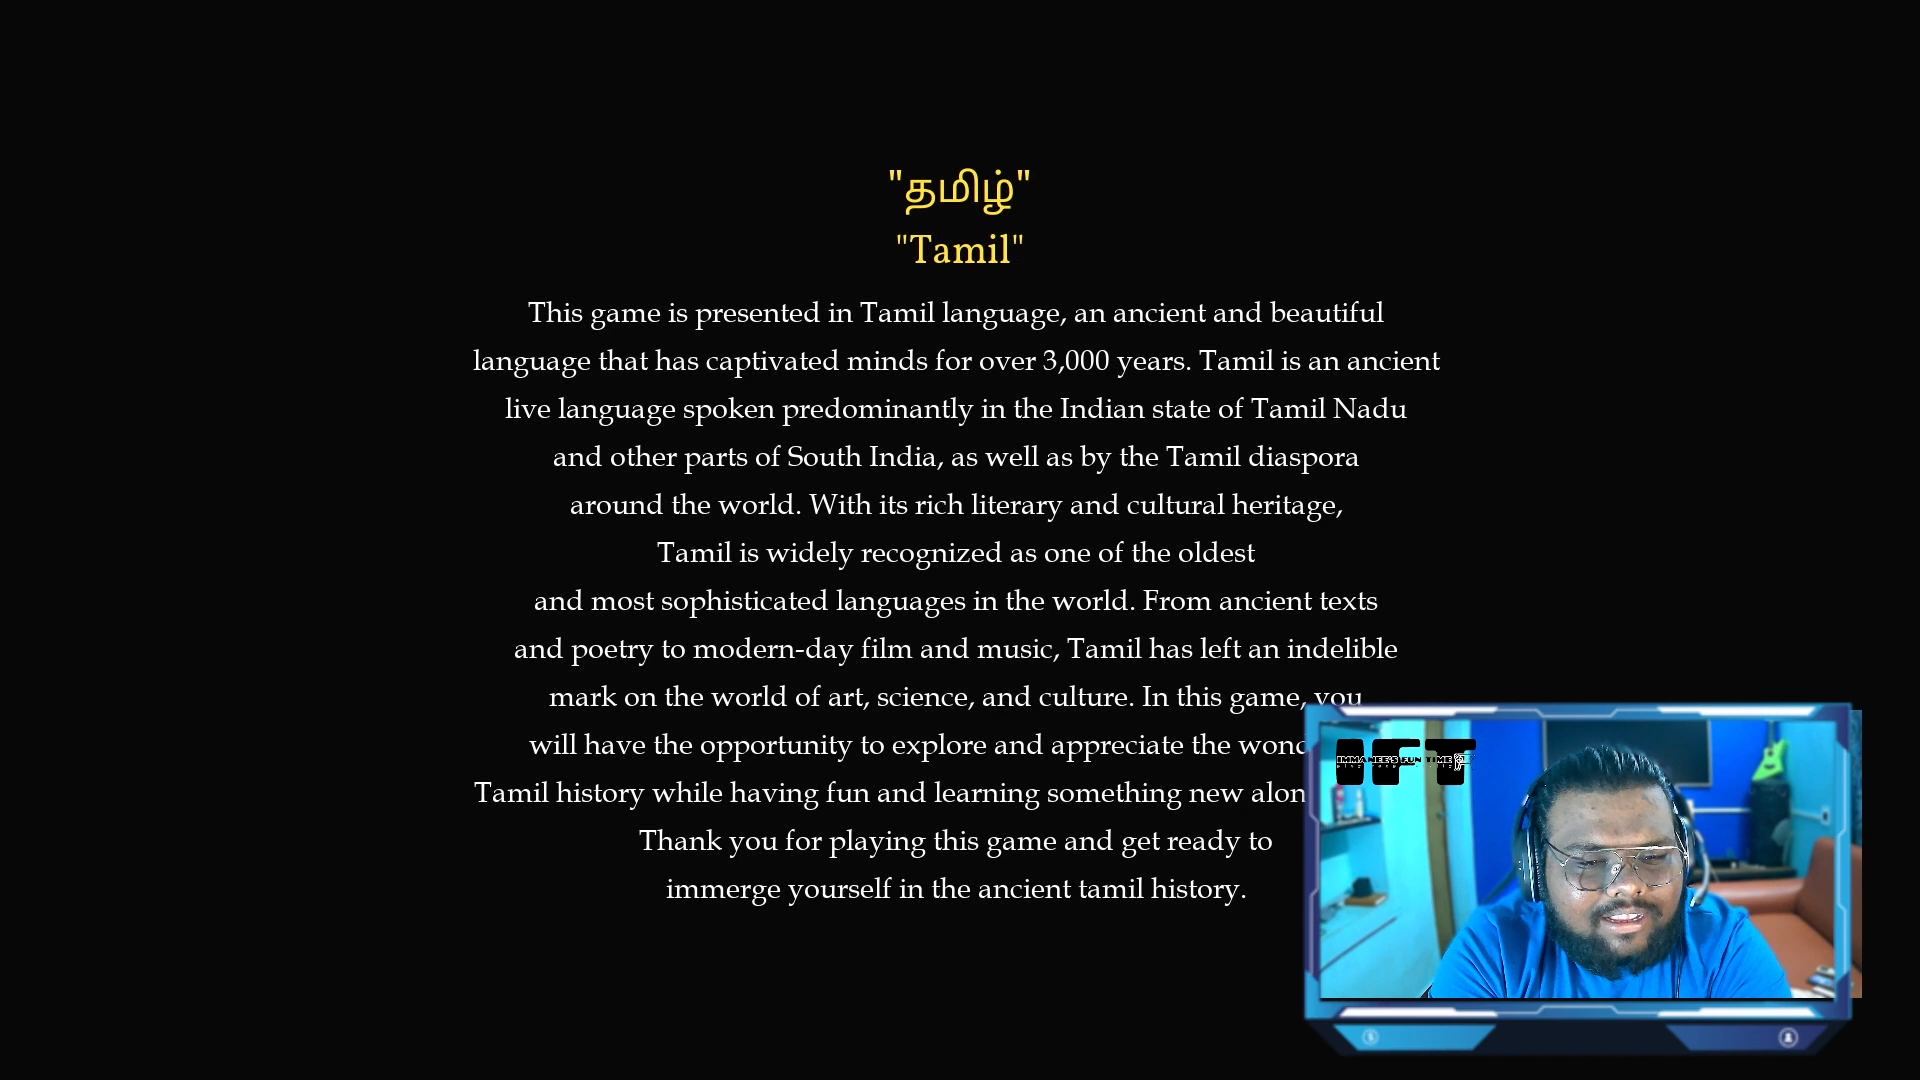 "தமிழ்"
"Tamil"
This game is presented in Tamil language, an ancient and beautiful
language that has captivated minds for over 3,000 years. Tamil is an ancient
live language spoken predominantly in the Indian state of Tamil Nadu
and other parts of South India, as well as by the Tamil diaspora
around the world. With its rich literary and cultural heritage,
Tamil is widely recognized as one of the oldest
and most sophisticated languages in the world. From ancient texts
and poetry to modern-day film and music, Tamil has left an indelible
mark on the world of art, science, and culture. In this game, you
will have the opportunity to explore and appreciate the
Tamil history while having fun and learning something new
Thank you for playing this game and get ready to
immerge yourself in the ancient tamil history.
IFT
IMMANEE'S FUN TIME